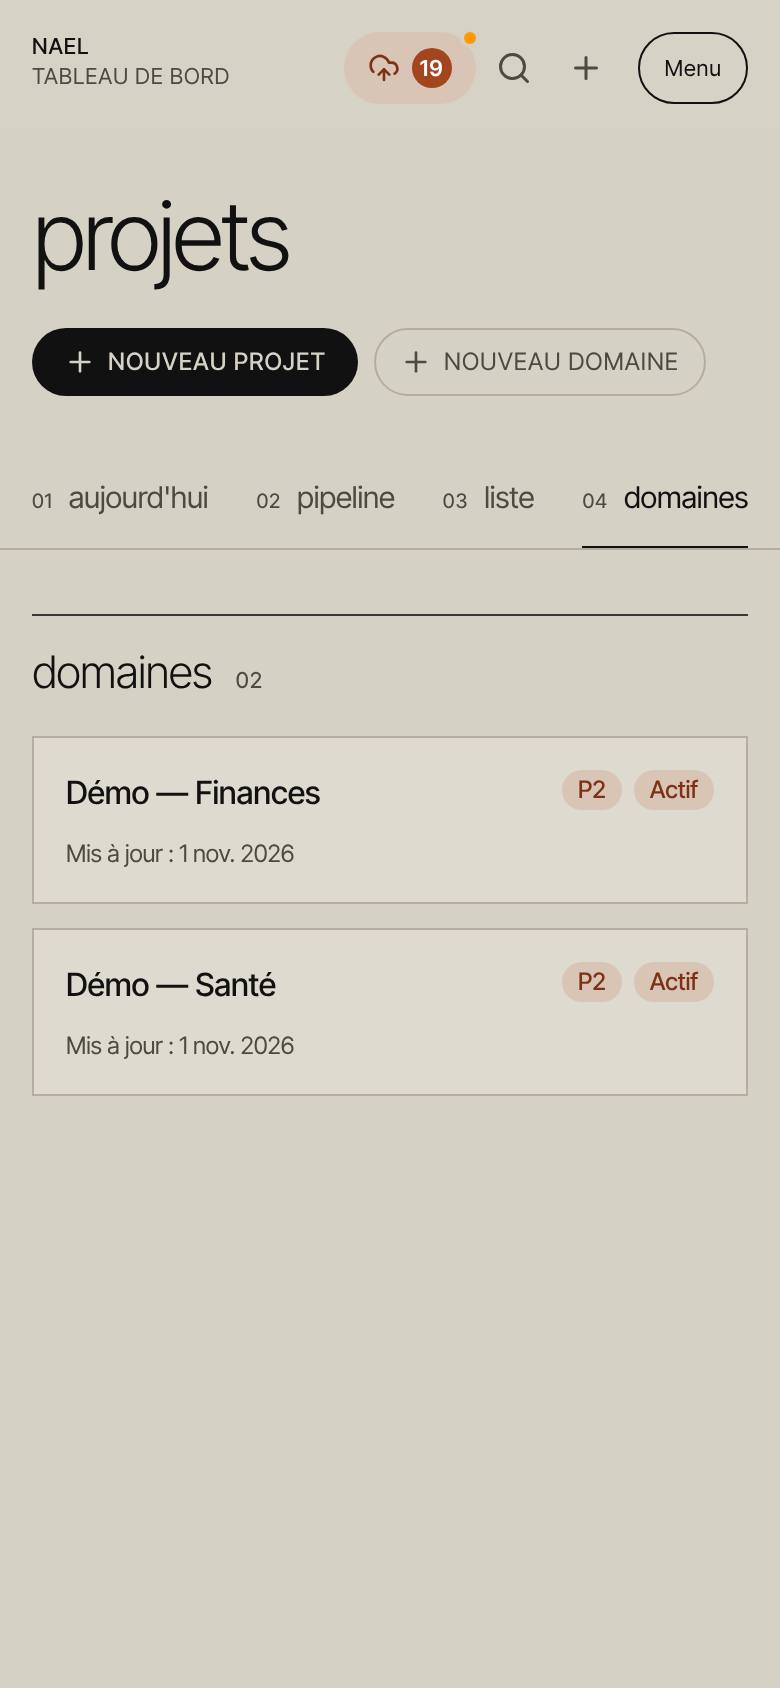 NAEL
TABLEAU DE BORD
19
Menu
projets
NOUVEAU PROJET
NOUVEAU DOMAINE
01 aujourd'hui 02 pipeline 03 liste 04 domaines
domaines 02
Démo — Finances P2 Actif
Mis à jour : 1 nov. 2026
Démo — Santé P2 Actif
Mis à jour : 1 nov. 2026